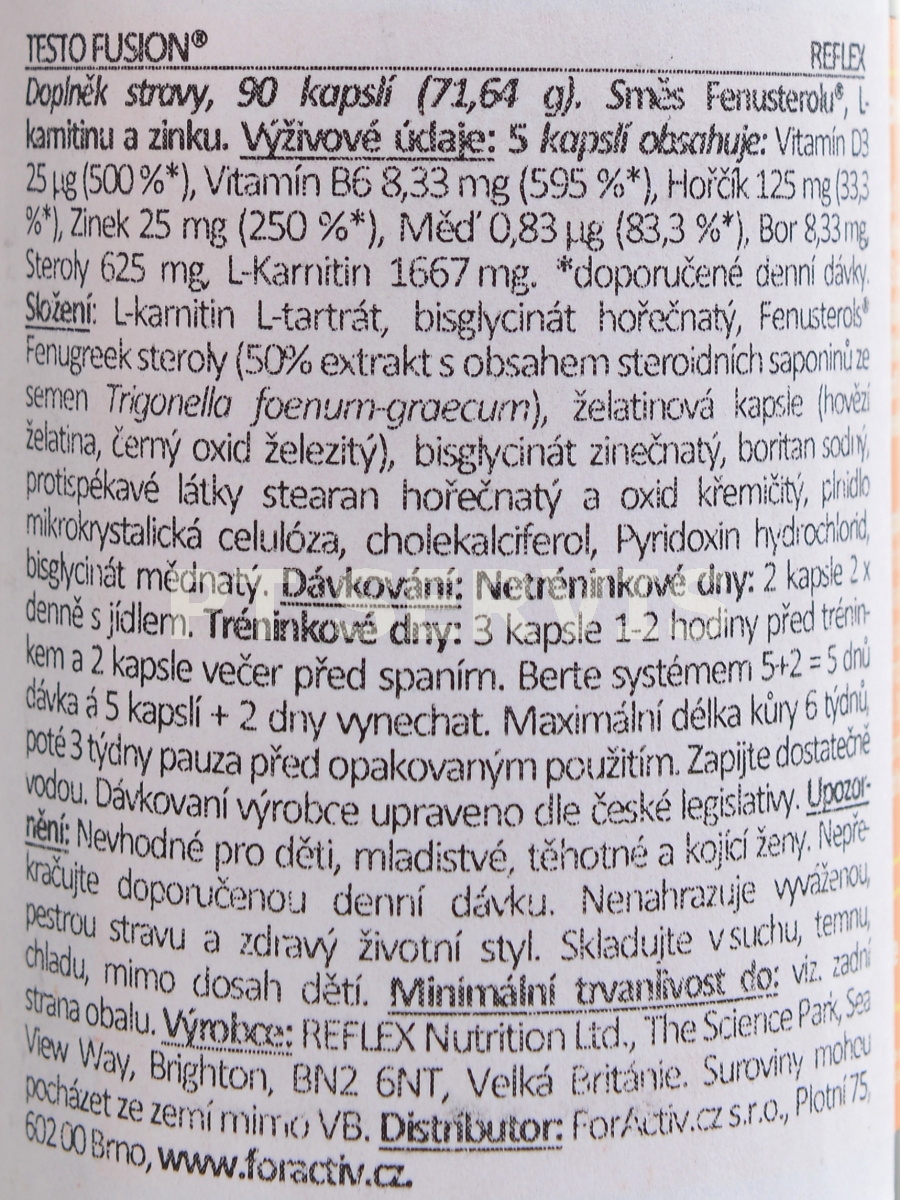 TESTO FUSION® REFLEX
Doplněk stravy, 90 kapslí (71,64 g). Směs Fenusterolu®, L-
karnitinu a zinku. Výživové údaje: 5 kapslí obsahuje: Vitamín D3
25 µg (500 %*), Vitamín B6 8,33 mg (595 %*), Hořčík 125 mg (33,3
%*), Zinek 25 mg (250 %*), Měď 0,83 µg (83,3 %*), Bor 8,33 mg,
Steroly 625 mg, L-Karnitin 1667 mg. *doporučené denní dávky.
Složení: L-karnitin L-tartrát, bisglycinát hořečnatý, Fenusterols®
Fenugreek steroly (50% extrakt s obsahem steroidních saponinů ze
semen Trigonella foenum-graecum), želatinová kapsle (hovězí
želatina, černý oxid železitý), bisglycinát zinečnatý, boritan sodný,
protispékavé látky stearan hořečnatý a oxid křemičitý, plnidlo
mikrokrystalická celulóza, cholekalciferol, Pyridoxin hydrochlorid,
bisglycinát mědnatý. Dávkování: Netréninkové dny: 2 kapsle 2 x
denně s jídlem. Tréninkové dny: 3 kapsle 1-2 hodiny před trénin-
kem a 2 kapsle večer před spaním. Berte systémem 5+2 = 5 dnů
dávka á 5 kapslí + 2 dny vynechat. Maximální délka kůry 6 týdnů,
poté 3 týdny pauza před opakovaným použitím. Zapijte dostatečně
vodou. Dávkovaní výrobce upraveno dle české legislativy. Upozor-
nění: Nevhodné pro děti, mladistvé, těhotné a kojící ženy. Nepře-
kračujte doporučenou denní dávku. Nenahrazuje vyváženou,
pestrou stravu a zdravý životní styl. Skladujte v suchu, temnu,
chladu, mimo dosah dětí. Minimální trvanlivost do: viz. zadní
strana obalu. Výrobce: REFLEX Nutrition Ltd., The Science Park, Sea
View Way, Brighton, BN2 6NT, Velká Británie. Suroviny mohou
pocházet ze zemí mimo VB. Distributor: ForActiv.cz s.r.o., Plotní 75,
602 00 Brno, www.foractiv.cz.
PT SERVIS